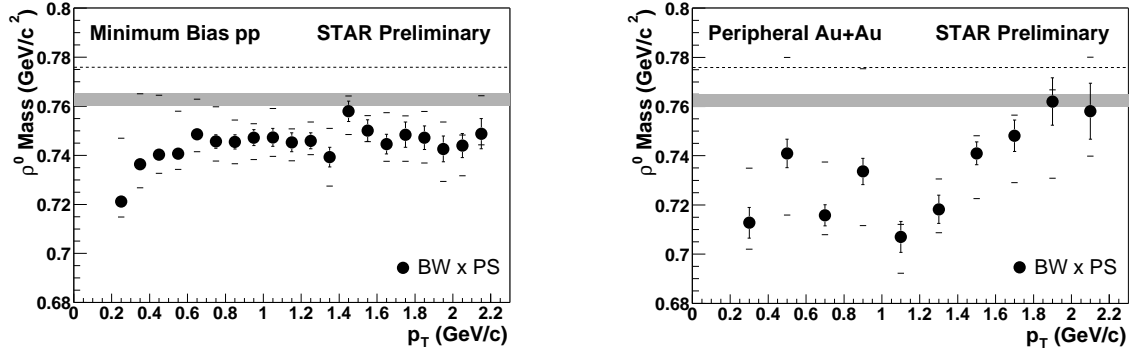 Minimum Bias pp STAR Preliminary
ρ⁰ Mass (GeV/c²)
0.8
0.78
0.76
0.74
0.72
0.7
0.68
BW x PS
0 0.2 0.4 0.6 0.8 1 1.2 1.4 1.6 1.8 2 2.2
p_T (GeV/c)
Peripheral Au+Au STAR Preliminary
ρ⁰ Mass (GeV/c²)
0.8
0.78
0.76
0.74
0.72
0.7
0.68
BW x PS
0 0.2 0.4 0.6 0.8 1 1.2 1.4 1.6 1.8 2 2.2
p_T (GeV/c)